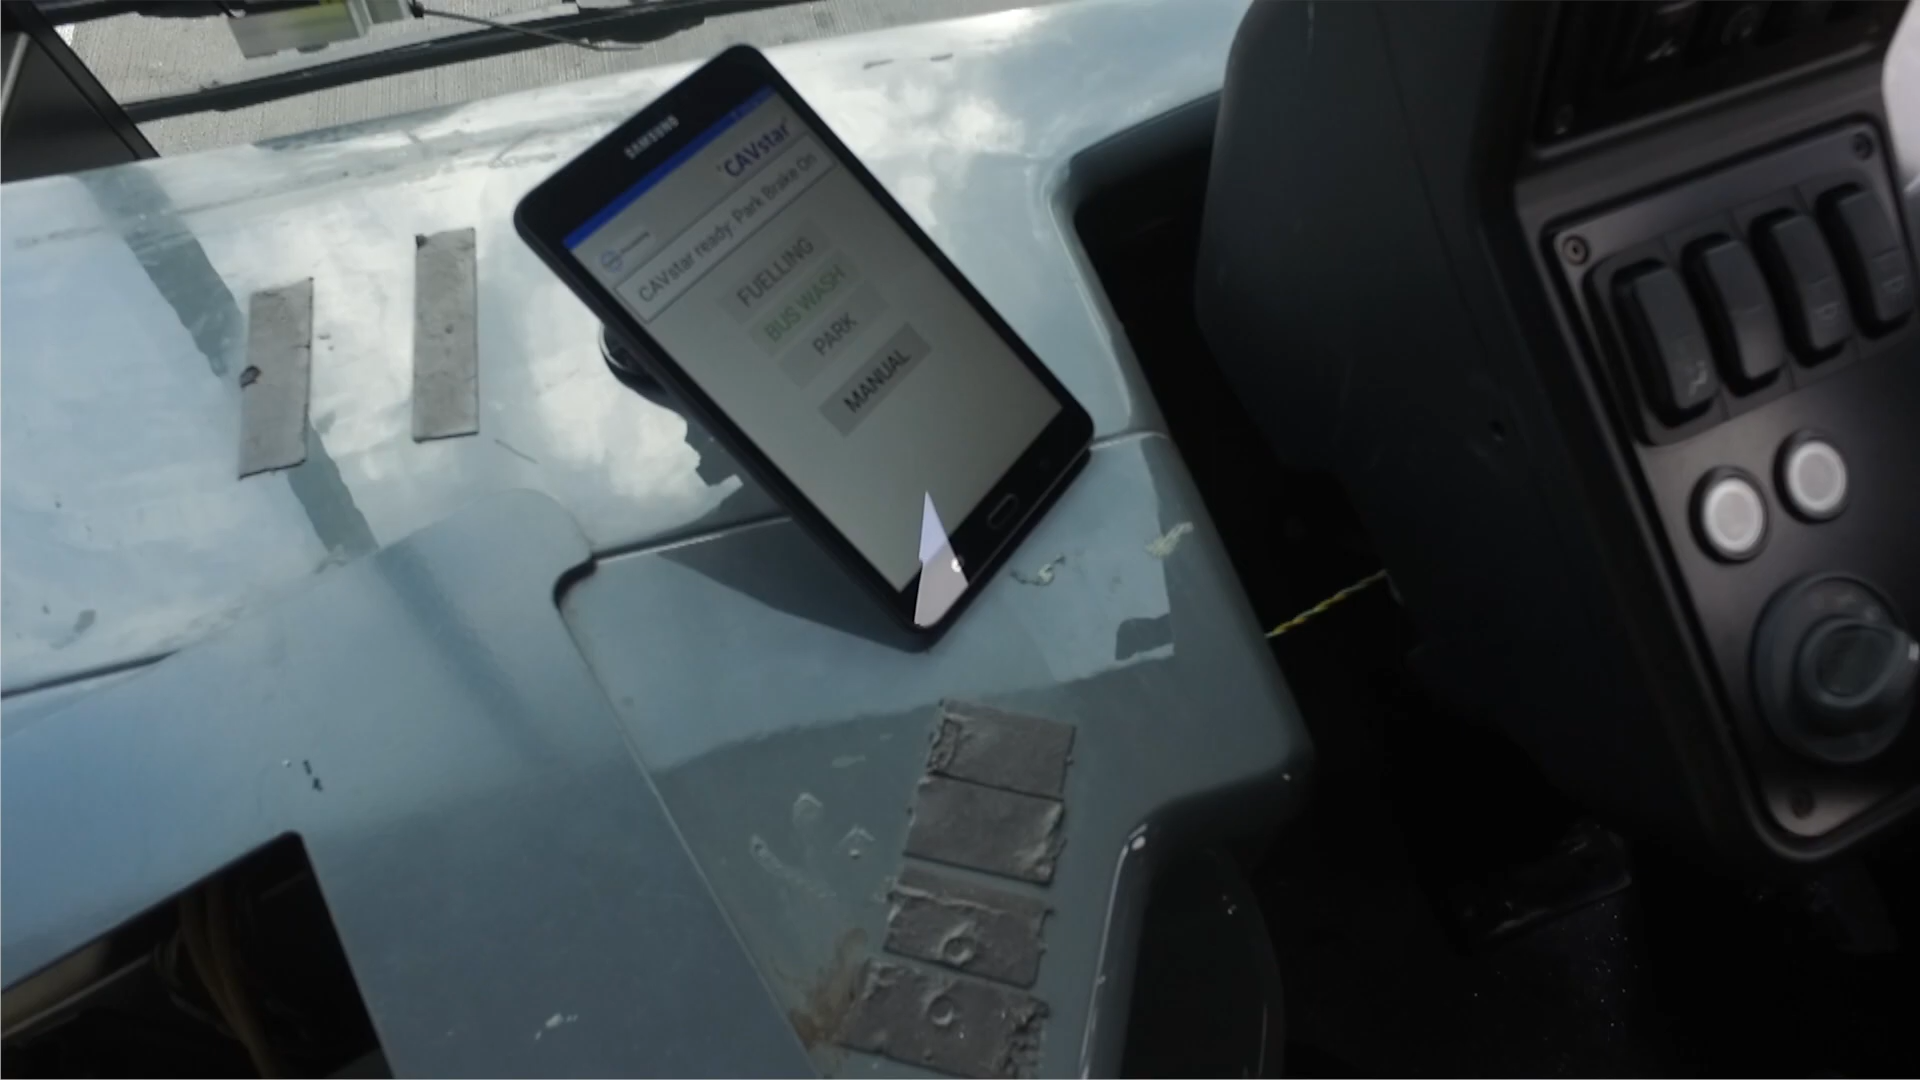 SAMSUNG
'CAVstar'
CAVstar ready: Park Brake On
FUELLING
BUS WASH
PARK
MANUAL